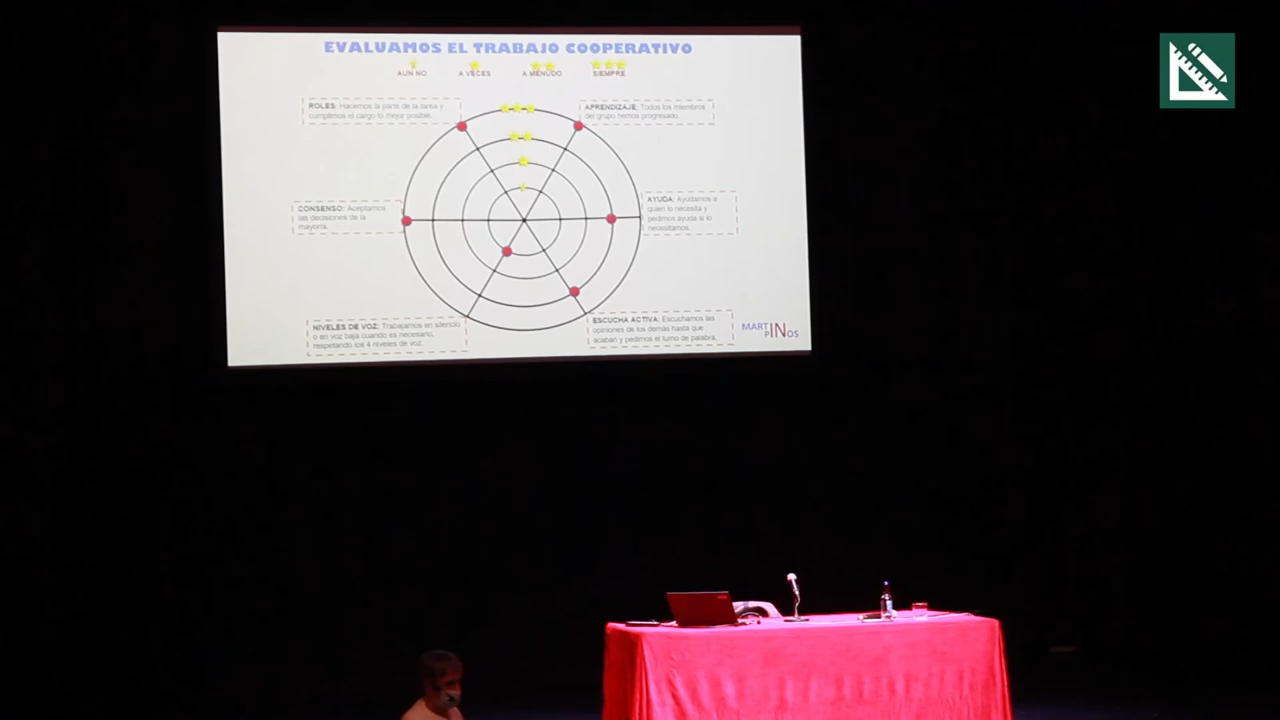 EVALUAMOS EL TRABAJO COOPERATIVO
AUN NO
A VECES
A MENUDO
SIEMPRE
ROLES: Hacemos la parte de la tarea y
cumplimos el cargo lo mejor posible.
APRENDIZAJE: Todos los miembros
del grupo hemos progresado.
CONSENSO: Aceptamos
las decisiones de la
mayoría.
AYUDA: Ayudamos a
quien lo necesita y
pedimos ayuda si lo
necesitamos.
NIVELES DE VOZ: Trabajamos en silencio
o en voz baja cuando es necesario,
respetando los 4 niveles de voz.
ESCUCHA ACTIVA: Escuchamos las
opiniones de los demás hasta que
acaban y pedimos el turno de palabra.
MARTÍN
PINOS